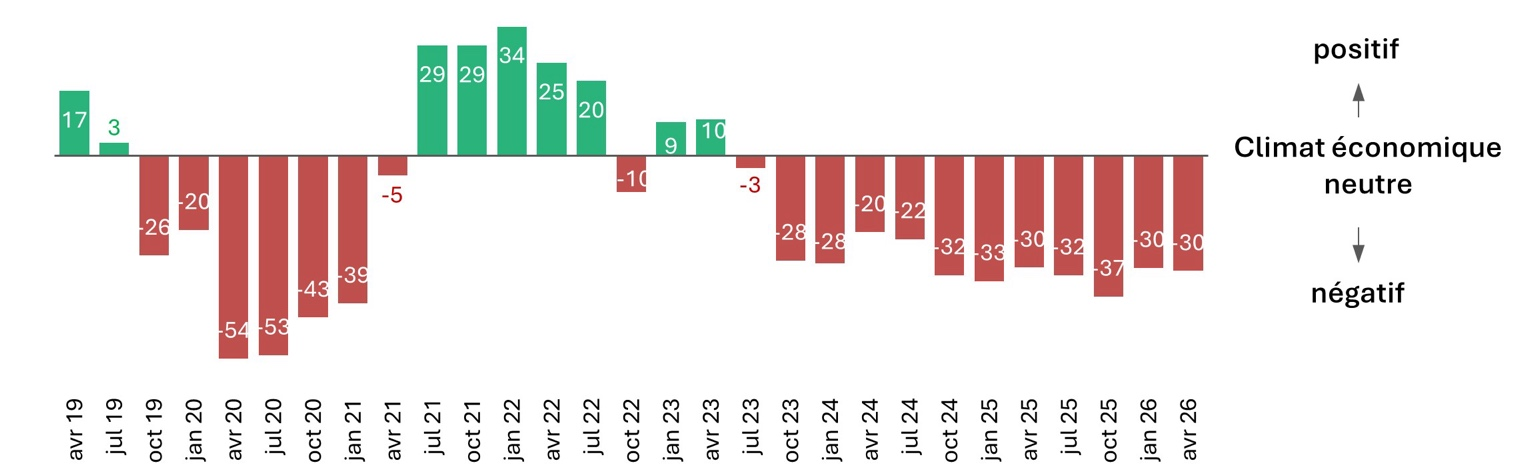 34
29
29
25
20
17
3
9
10
-26
-20
-54
-53
-43
-39
-5
-10
-3
-28
-28
-20
-22
-32
-33
-30
-32
-37
-30
-30
avr 19
jul 19
oct 19
jan 20
avr 20
jul 20
oct 20
jan 21
avr 21
jul 21
oct 21
jan 22
avr 22
jul 22
oct 22
jan 23
avr 23
jul 23
oct 23
jan 24
avr 24
jul 24
oct 24
jan 25
avr 25
jul 25
oct 25
jan 26
avr 26
positif
Climat économique
neutre
négatif